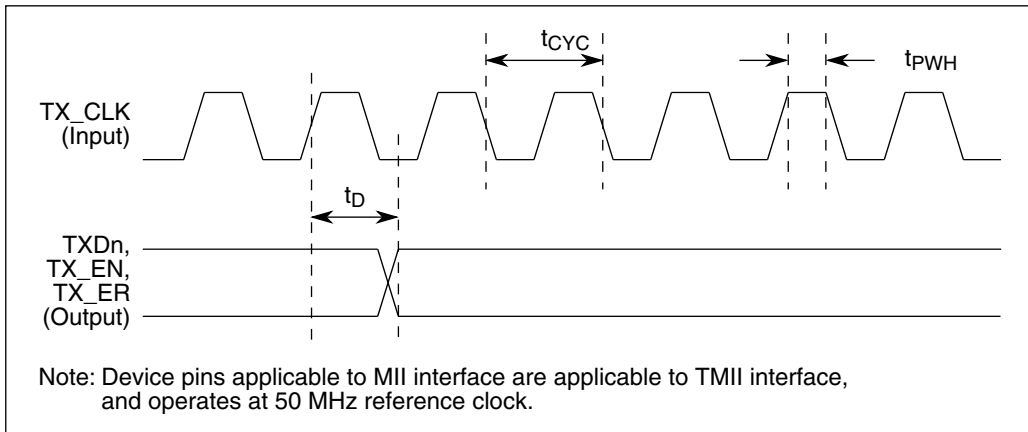 tCYC
tPWH
TX_CLK
(Input)
tD
TXDn,
TX_EN,
TX_ER
(Output)
Note: Device pins applicable to MII interface are applicable to TMII interface,
and operates at 50 MHz reference clock.